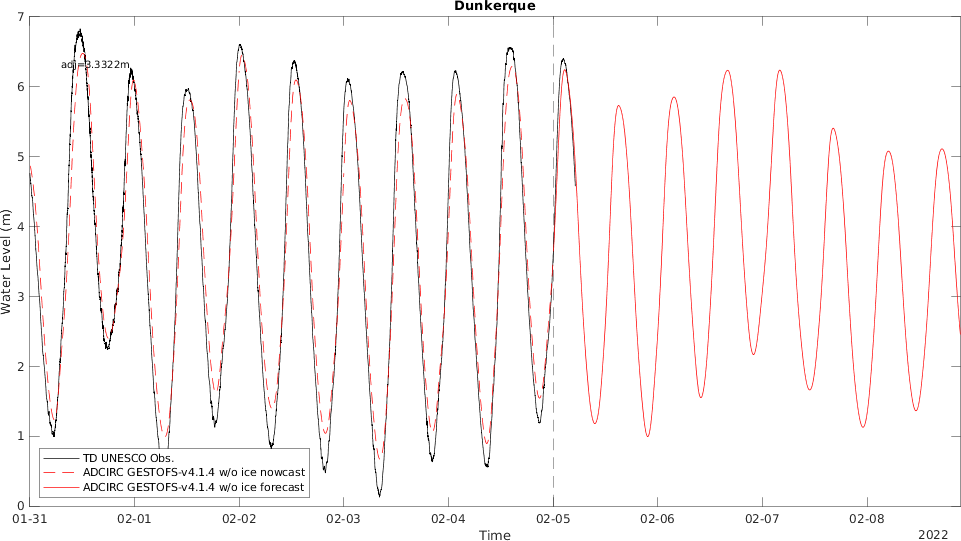 Dunkerque
7
adj=3.3322m
6
5
4
3
2
1
0
Water Level (m)
TD UNESCO Obs.
ADCIRC GESTOFS-v4.1.4 w/o ice nowcast
ADCIRC GESTOFS-v4.1.4 w/o ice forecast
01-31 02-01 02-02 02-03 02-04 02-05 02-06 02-07 02-08
Time
2022